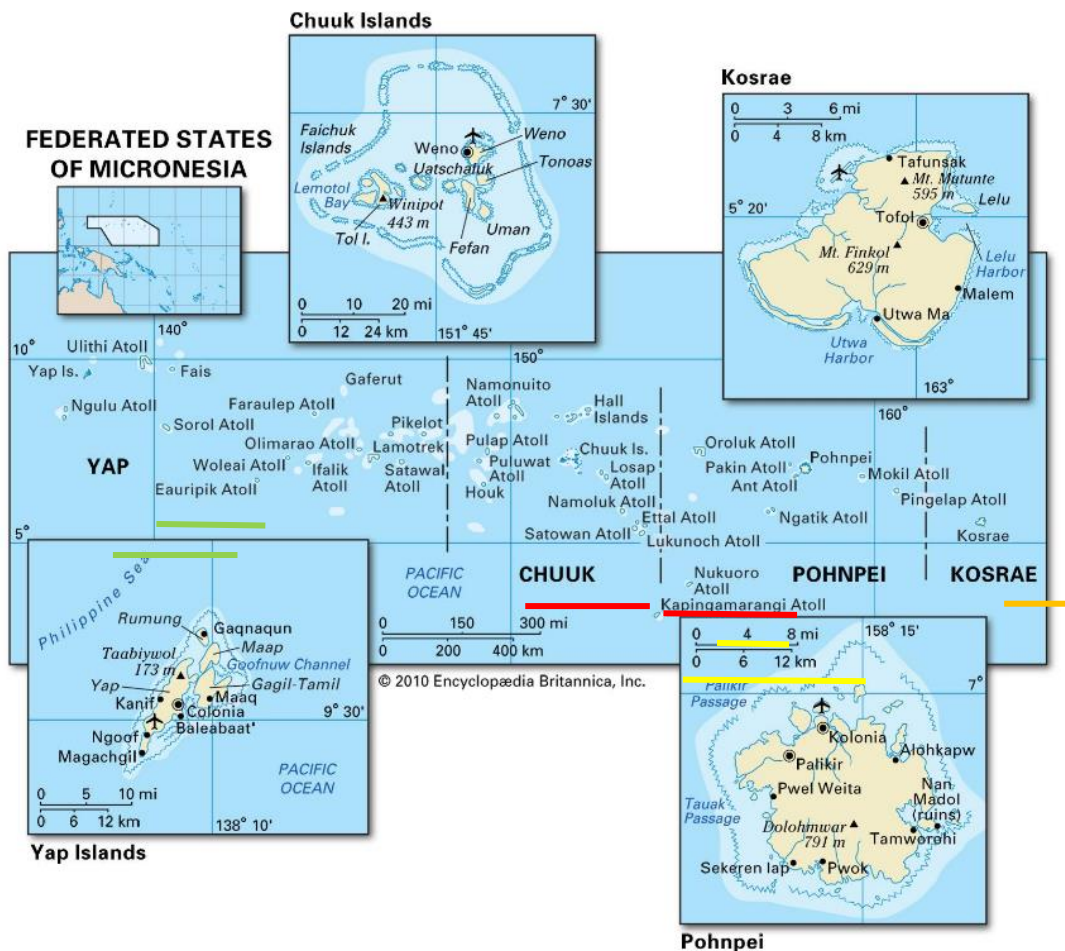 Chuuk Islands
7° 30'
Faichuk
Islands
Weno
Weno
Tonoas
Uatschafuk
Lemotol
Bay
Winipot
443 m
Tol I.
Fefan
Uman
0 10 20 mi
0 12 24 km
151° 45'
Kosrae
0 3 6 mi
0 4 8 km
Tafunsak
Mt. Mutunte
595 m
5° 20'
Lelu
Tofol
Mt. Finkol
629 m
Lelu
Harbor
Malem
Utwa Ma
Utwa
Harbor
163°
FEDERATED STATES
OF MICRONESIA
140°
150°
160°
10°
5°
Ulithi Atoll
Yap Is.
Fais
Ngulu Atoll
Sorol Atoll
Gaferut
Faraulep Atoll
Olimarao Atoll
Pikelot
Lamotrek
Woleai Atoll
Ifalik
Atoll
Satawal
Atoll
Eauripik Atoll
YAP
Namonuito
Atoll
Hall
Islands
Pulap Atoll
Chuuk Is.
Puluwat
Atoll
Losap
Atoll
Houk
Namoluk Atoll
Ettal Atoll
Satowan Atoll
Lukunoch Atoll
Oroluk Atoll
Pakin Atoll
Pohnpei
Ant Atoll
Mokil Atoll
Pingelap Atoll
Ngatik Atoll
Kosrae
PACIFIC
OCEAN
CHUUK
Nukuoro
Atoll
POHNPEI
KOSRAE
Kapingamarangi Atoll
0 150 300 mi
0 200 400 km
© 2010 Encyclopædia Britannica, Inc.
Philippine Sea
Rumung
Gaqnaqun
Taabiywol
173 m
Maap
Goofnuw Channel
Yap
Gagil-Tamil
Kanif
Maaq
Colonia
Baleabaat'
9° 30'
Ngoof
Magachgil
PACIFIC
OCEAN
0 5 10 mi
0 6 12 km
138° 10'
Yap Islands
0 4 8 mi
0 6 12 km
158° 15'
7°
Palikir
Passage
Kolonia
Palikir
Alohkapw
Pwel Weita
Nan
Madol
(ruins)
Tauak
Passage
Dolohmwar
791 m
Tamworohi
Sekeren Iap
Pwok
Pohnpei